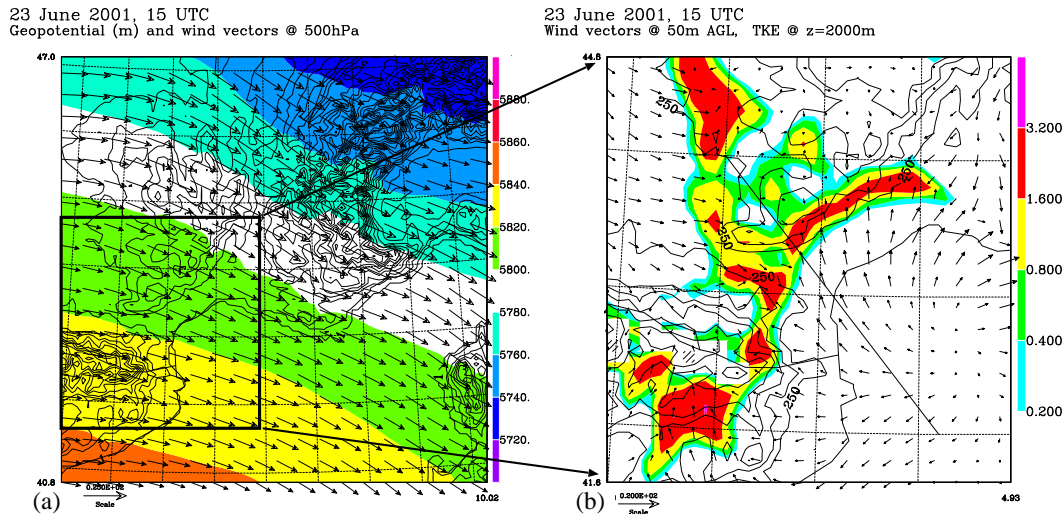 23 June 2001, 15 UTC
Geopotential (m) and wind vectors @ 500hPa
47.0
5880.
5860.
5840.
5820.
5800.
5780.
5760.
5740.
5720.
40.8
10.02
(a)
0.250E+02
Scale
23 June 2001, 15 UTC
Wind vectors @ 50m AGL, TKE @ z=2000m
44.8
250
250
250
250
250
3.200
1.600
0.800
0.400
0.200
41.8
4.93
(b)
0.200E+02
Scale